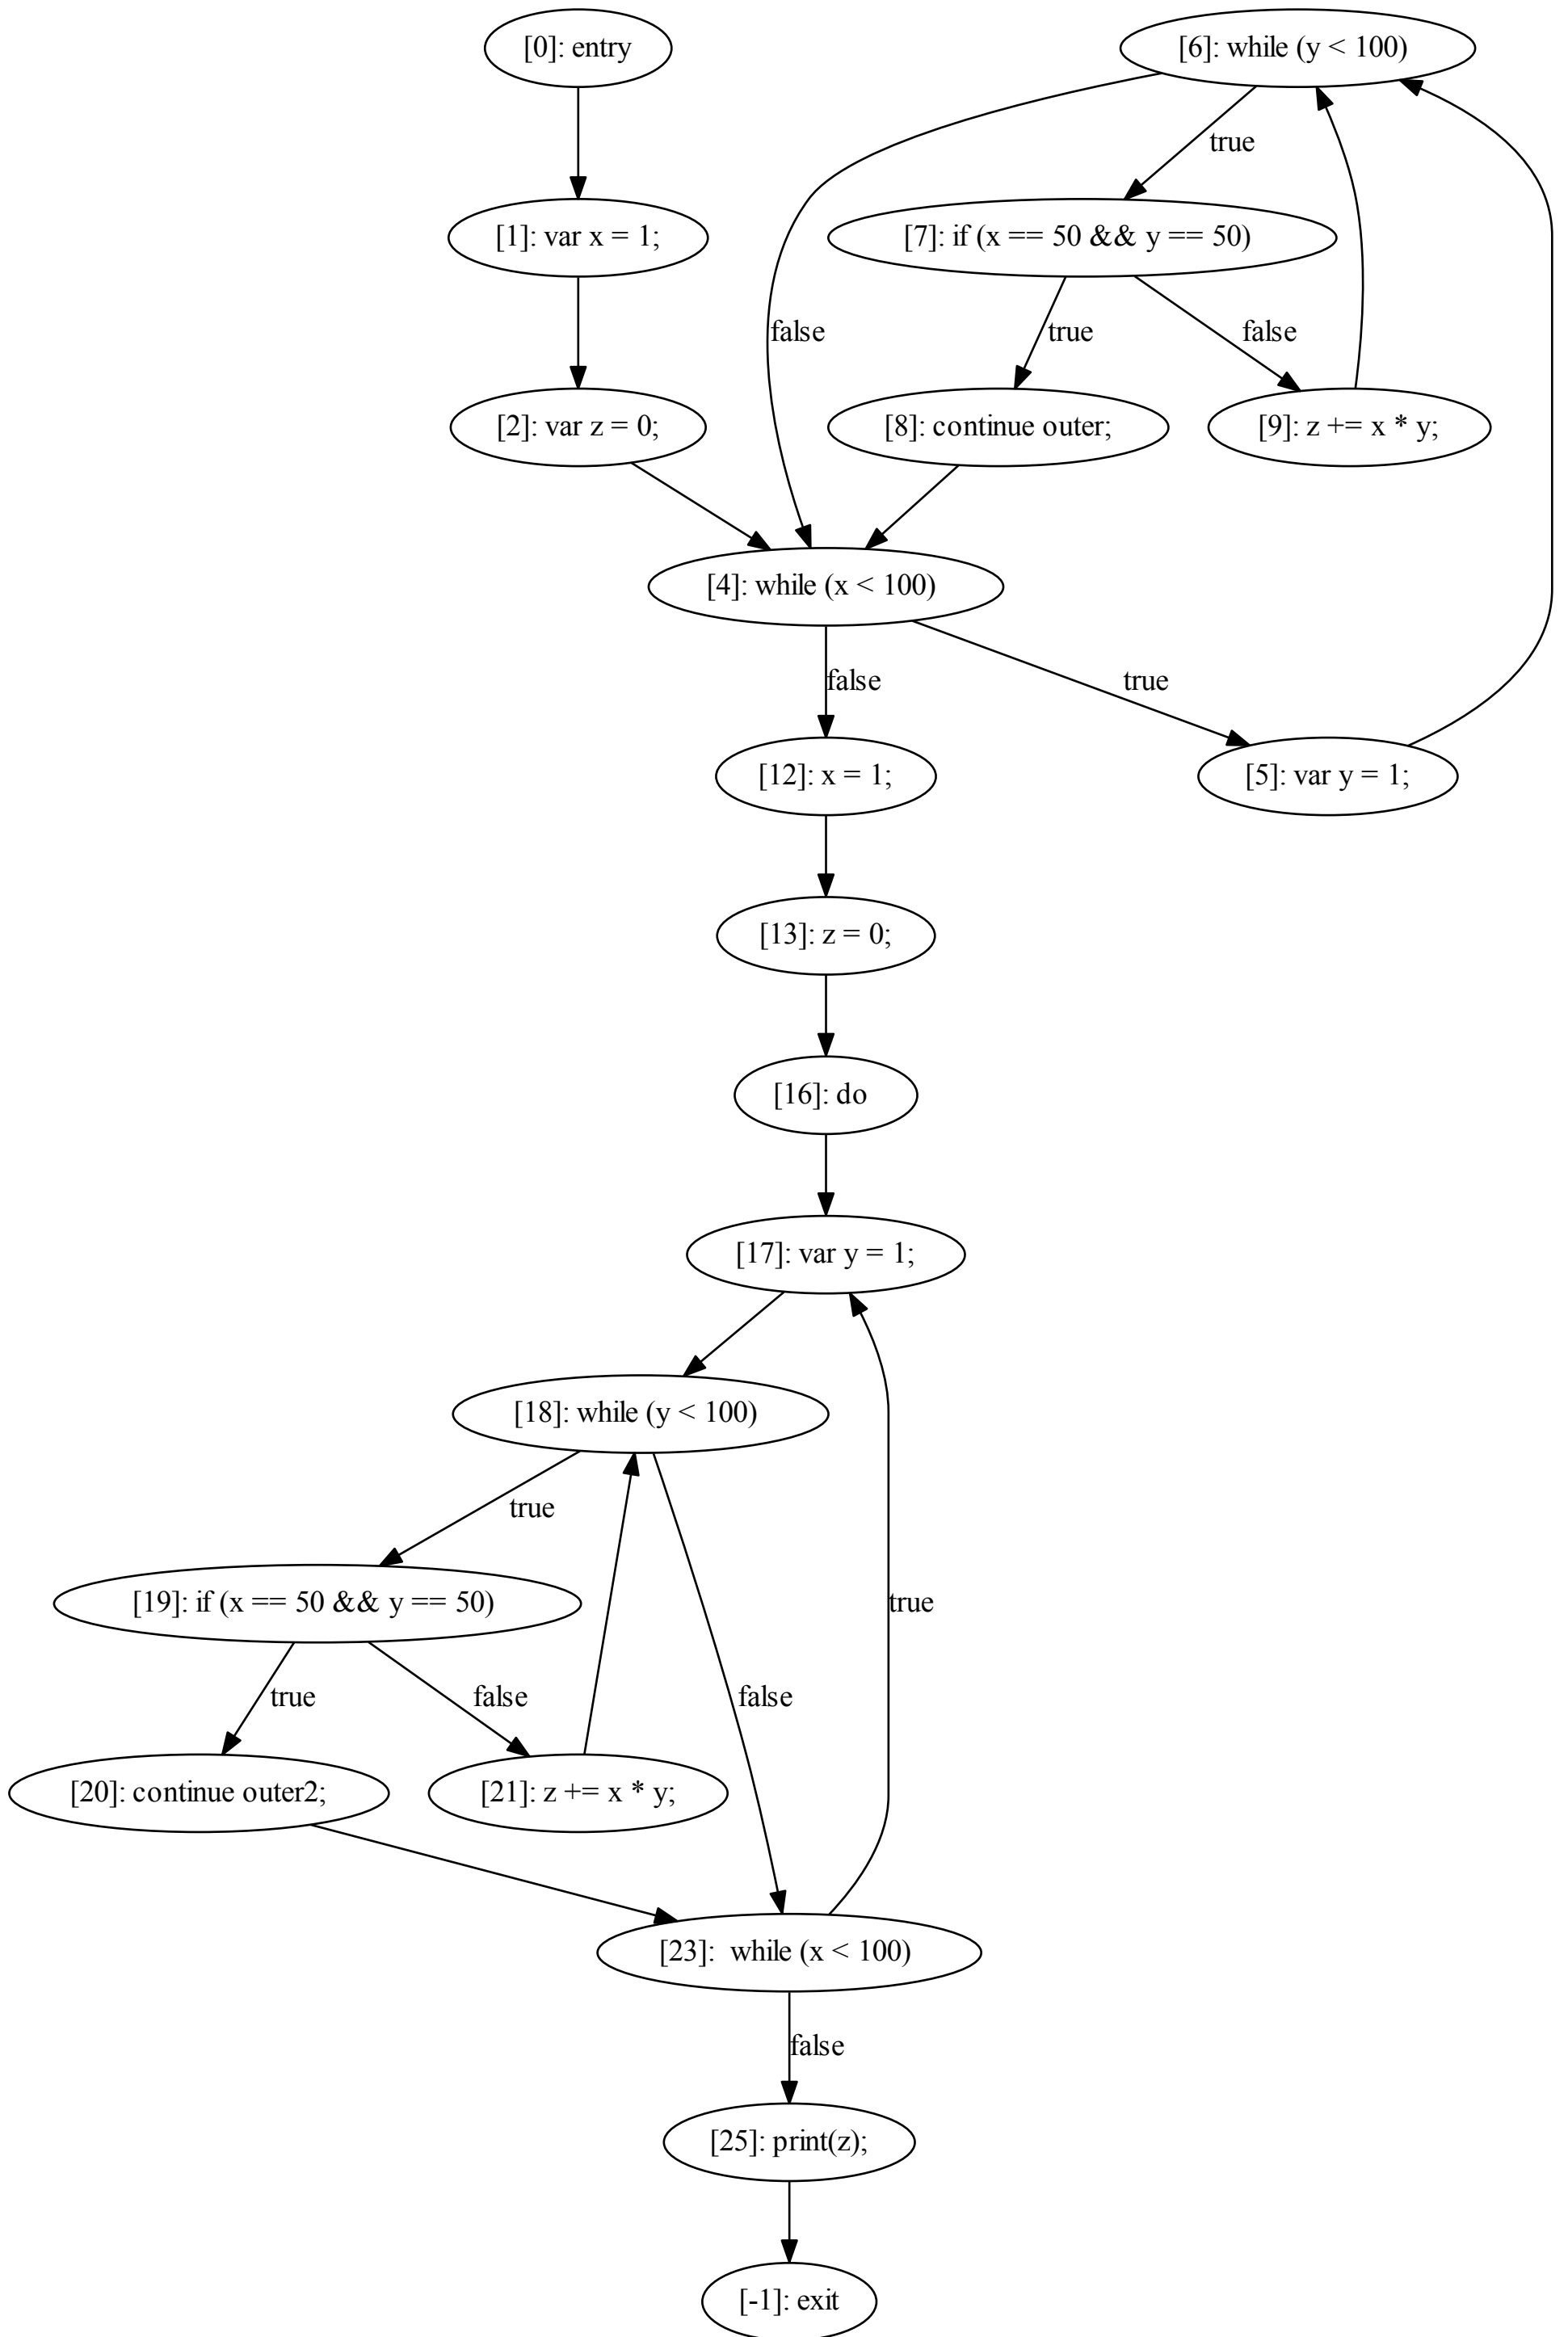 [0]: entry
[6]: while (y < 100)
true
[1]: var x = 1;
[7]: if (x == 50 && y == 50)
false
true
false
[2]: var z = 0;
[8]: continue outer;
[9]: z += x * y;
[4]: while (x < 100)
false
true
[12]: x = 1;
[5]: var y = 1;
[13]: z = 0;
[16]: do
[17]: var y = 1;
[18]: while (y < 100)
true
[19]: if (x == 50 && y == 50)
true
true
false
false
[20]: continue outer2;
[21]: z += x * y;
[23]:  while (x < 100)
false
[25]: print(z);
[-1]: exit